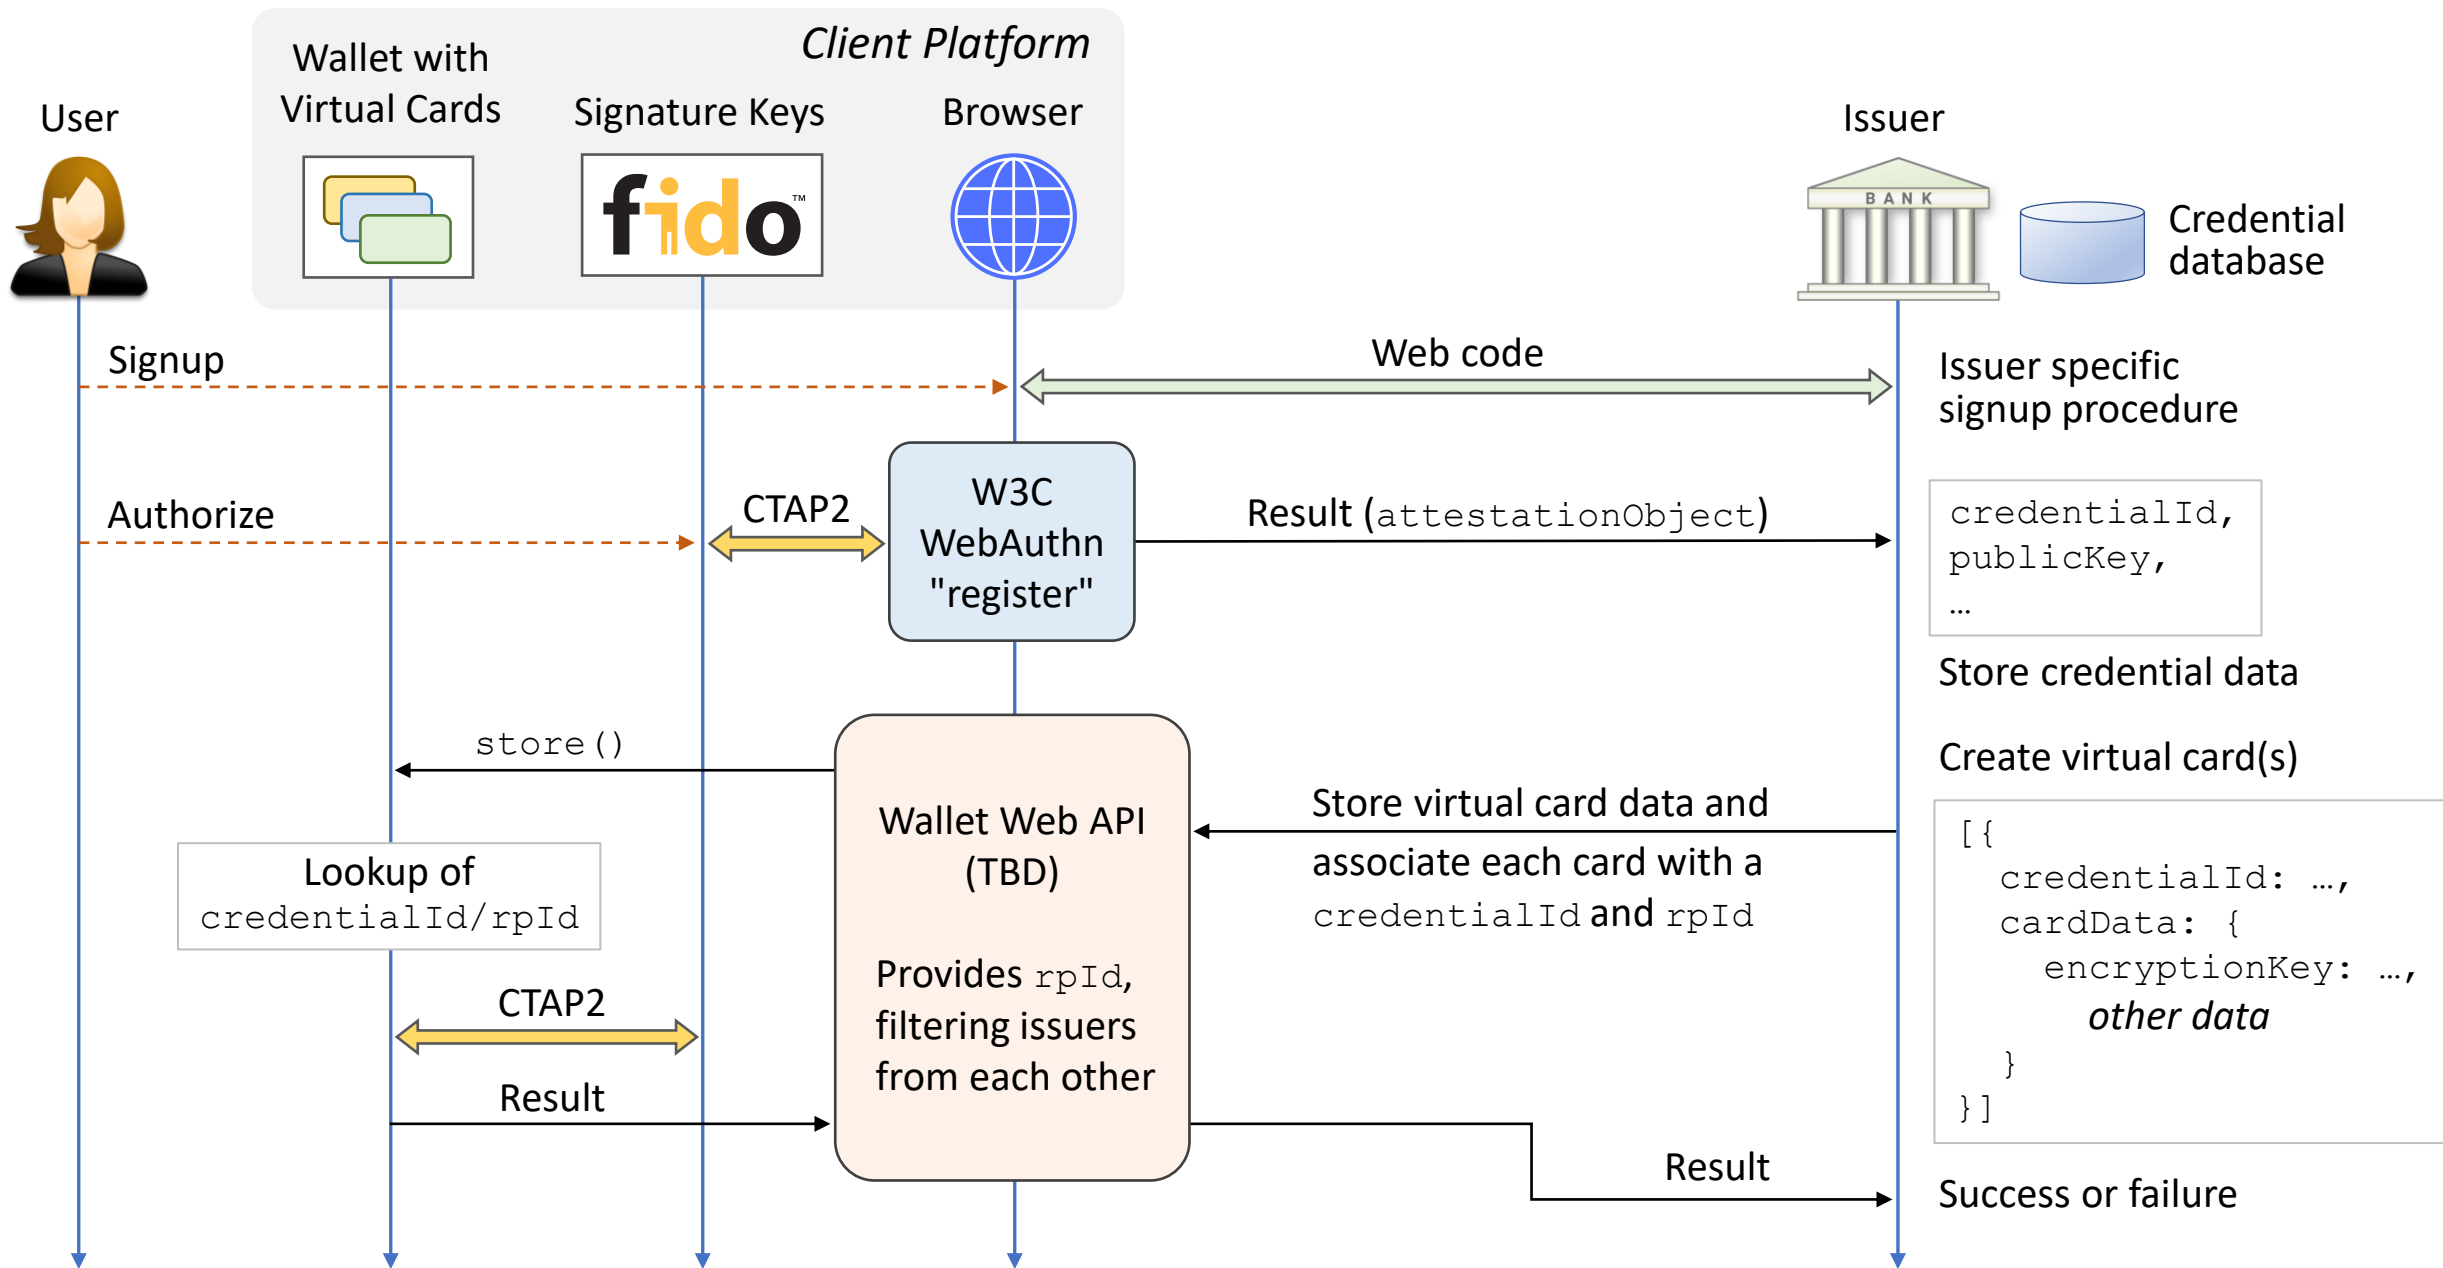 Client Platform
Wallet with
Virtual Cards
User
Signature Keys
Browser
Issuer
fido™
BANK
Credential
database
Signup
Web code
Issuer specific
signup procedure
Authorize
CTAP2
W3C
WebAuthn
"register"
Result (attestationObject)
credentialId,
publicKey,
…
Store credential data
store()
Create virtual card(s)
Wallet Web API
(TBD)
Provides rpId,
filtering issuers
from each other
Store virtual card data and
associate each card with a
credentialId and rpId
[{
credentialId: …,
cardData: {
encryptionKey: …,
other data
}
}]
Lookup of
credentialId/rpId
CTAP2
Result
Result
Success or failure